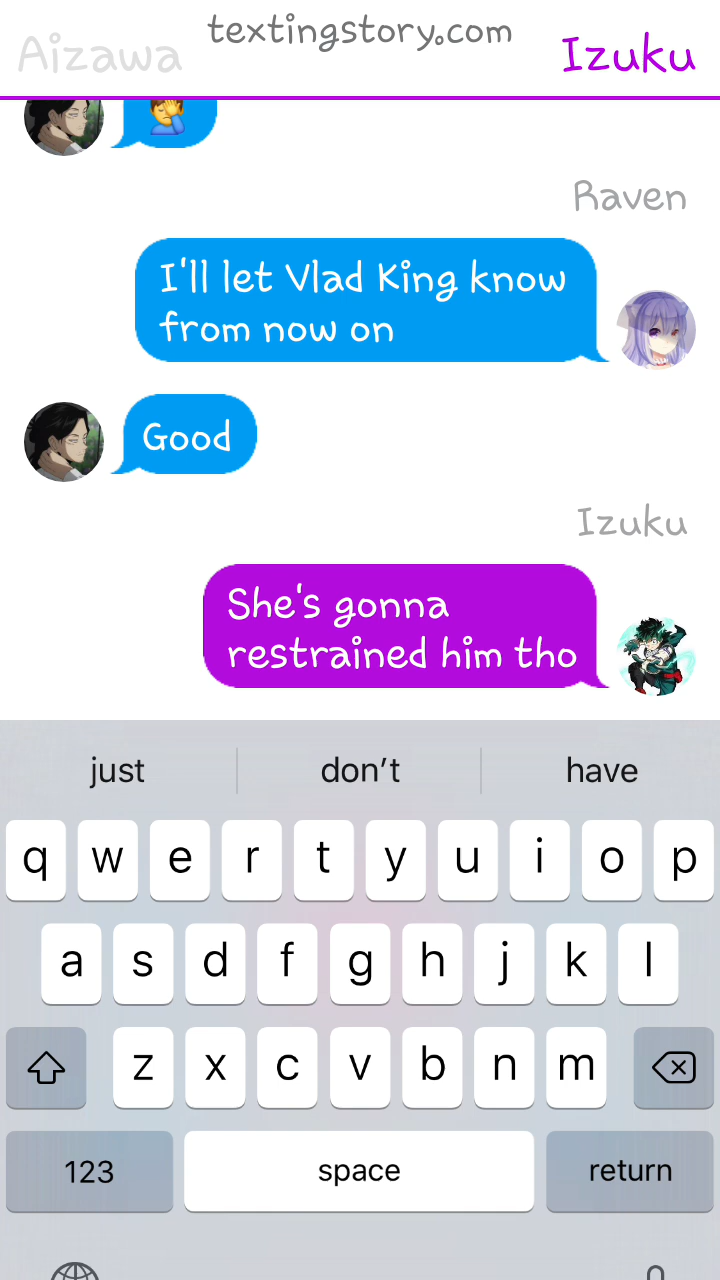 textingstory.com
Aizawa
Izuku
🤦‍♂️
Raven
I'll let Vlad King know
from now on
Good
Izuku
She's gonna
restrained him tho
just don't have
q w e r t y u i o p
a s d f g h j k l
z x c v b n m
123 space return